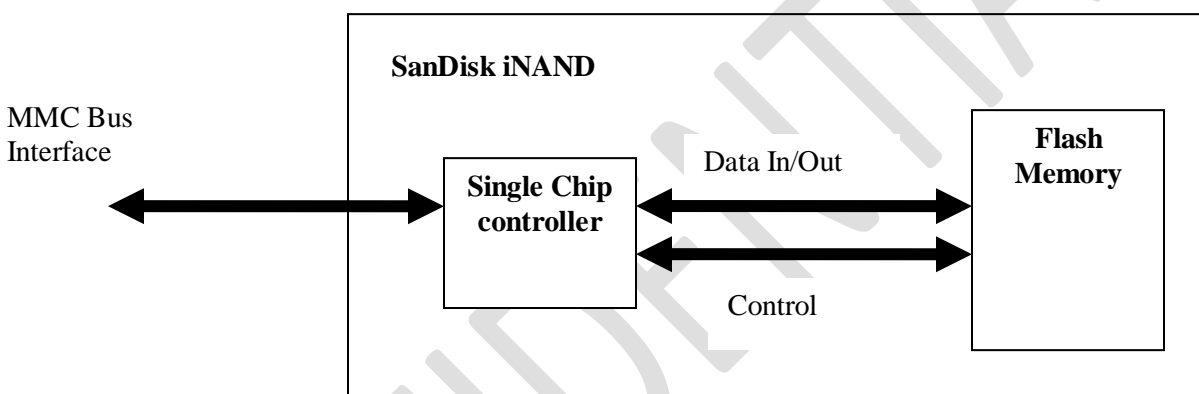 SanDisk iNAND
MMC Bus
Interface
Single Chip
controller
Data In/Out
Control
Flash
Memory